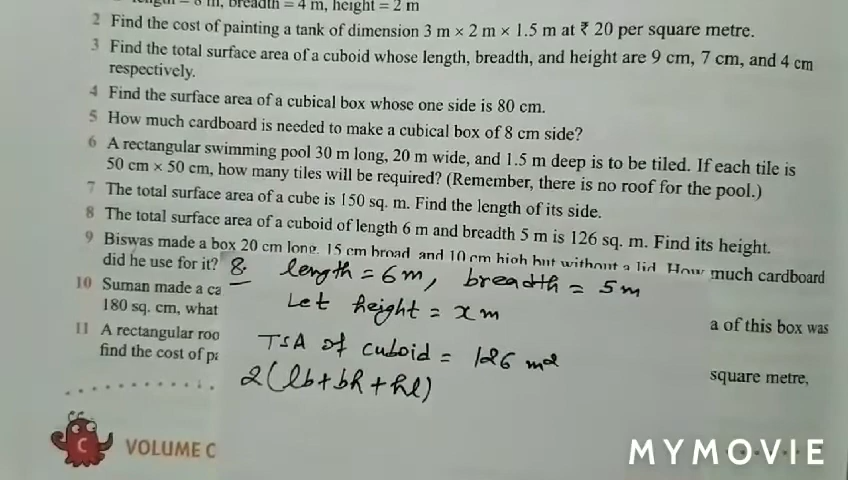 length = 8 m, breadth = 4 m, height = 2 m
2 Find the cost of painting a tank of dimension 3 m × 2 m × 1.5 m at ₹ 20 per square metre.
3 Find the total surface area of a cuboid whose length, breadth, and height are 9 cm, 7 cm, and 4 cm
respectively.
4 Find the surface area of a cubical box whose one side is 80 cm.
5 How much cardboard is needed to make a cubical box of 8 cm side?
6 A rectangular swimming pool 30 m long, 20 m wide, and 1.5 m deep is to be tiled. If each tile is
50 cm × 50 cm, how many tiles will be required? (Remember, there is no roof for the pool.)
7 The total surface area of a cube is 150 sq. m. Find the length of its side.
8 The total surface area of a cuboid of length 6 m and breadth 5 m is 126 sq. m. Find its height.
9 Biswas made a box 20 cm long, 15 cm broad, and 10 cm high but without a lid. How much cardboard
did he use for it?
10 Suman made a ca
a of this box was
180 sq. cm, what
11 A rectangular roo
square metre,
find the cost of pa
8. length = 6m, breadth = 5m
Let height = x m
TSA of cuboid = 126 m2
2(lb+bh+hl)
C VOLUME C
MYMOVIE